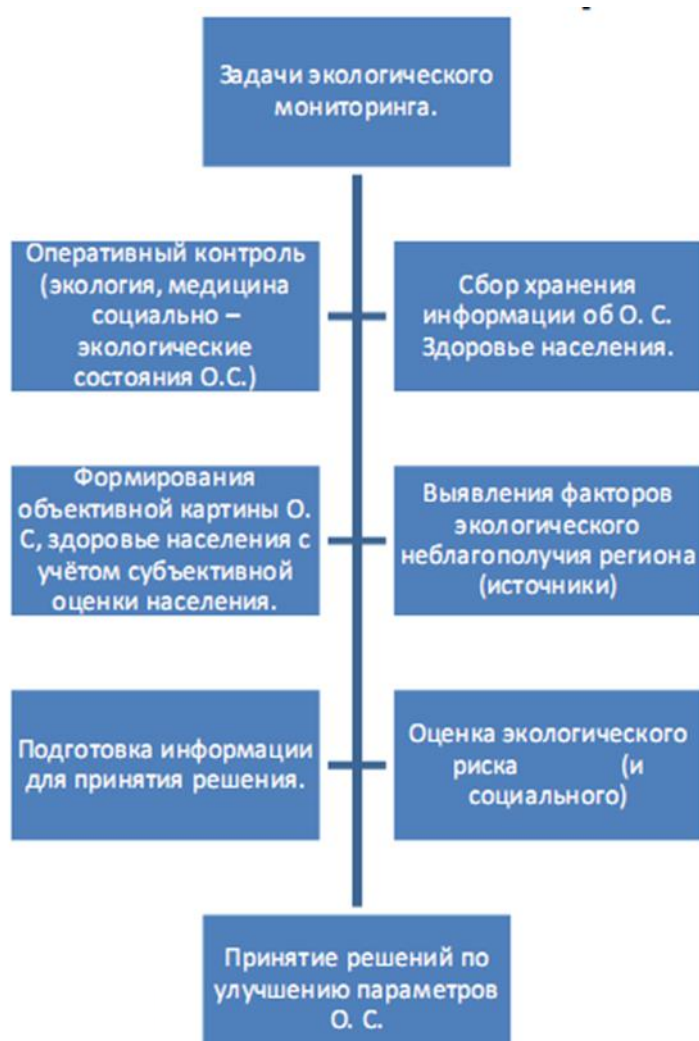 Задачи экологического
мониторинга.
Оперативный контроль
(экология, медицина
социально –
экологические
состояния О.С.)
Сбор хранения
информации об О. С.
Здоровье населения.
Формирования
объективной картины О.
С, здоровье населения с
учётом субъективной
оценки населения.
Выявления факторов
экологического
неблагополучия региона
(источники)
Подготовка информации
для принятия решения.
Оценка экологического
риска (и
социального)
Принятие решений по
улучшению параметров
О. С.